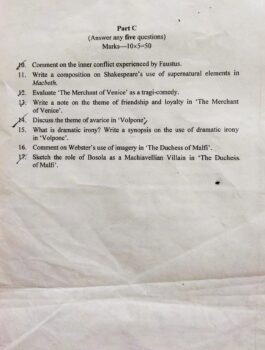 Part C
(Answer any five questions)
Marks—10×5=50
10. Comment on the inner conflict experienced by Faustus.
11. Write a composition on Shakespeare's use of supernatural elements in
Macbeth.
12. Evaluate 'The Merchant of Venice' as a tragi-comedy.
13. Write a note on the theme of friendship and loyalty in 'The Merchant
of Venice'.
14. Discuss the theme of avarice in 'Volpone'.
15. What is dramatic irony? Write a synopsis on the use of dramatic irony
in 'Volpone'.
16. Comment on Webster's use of imagery in 'The Duchess of Malfi'.
17. Sketch the role of Bosola as a Machiavellian Villain in 'The Duchess
of Malfi'.